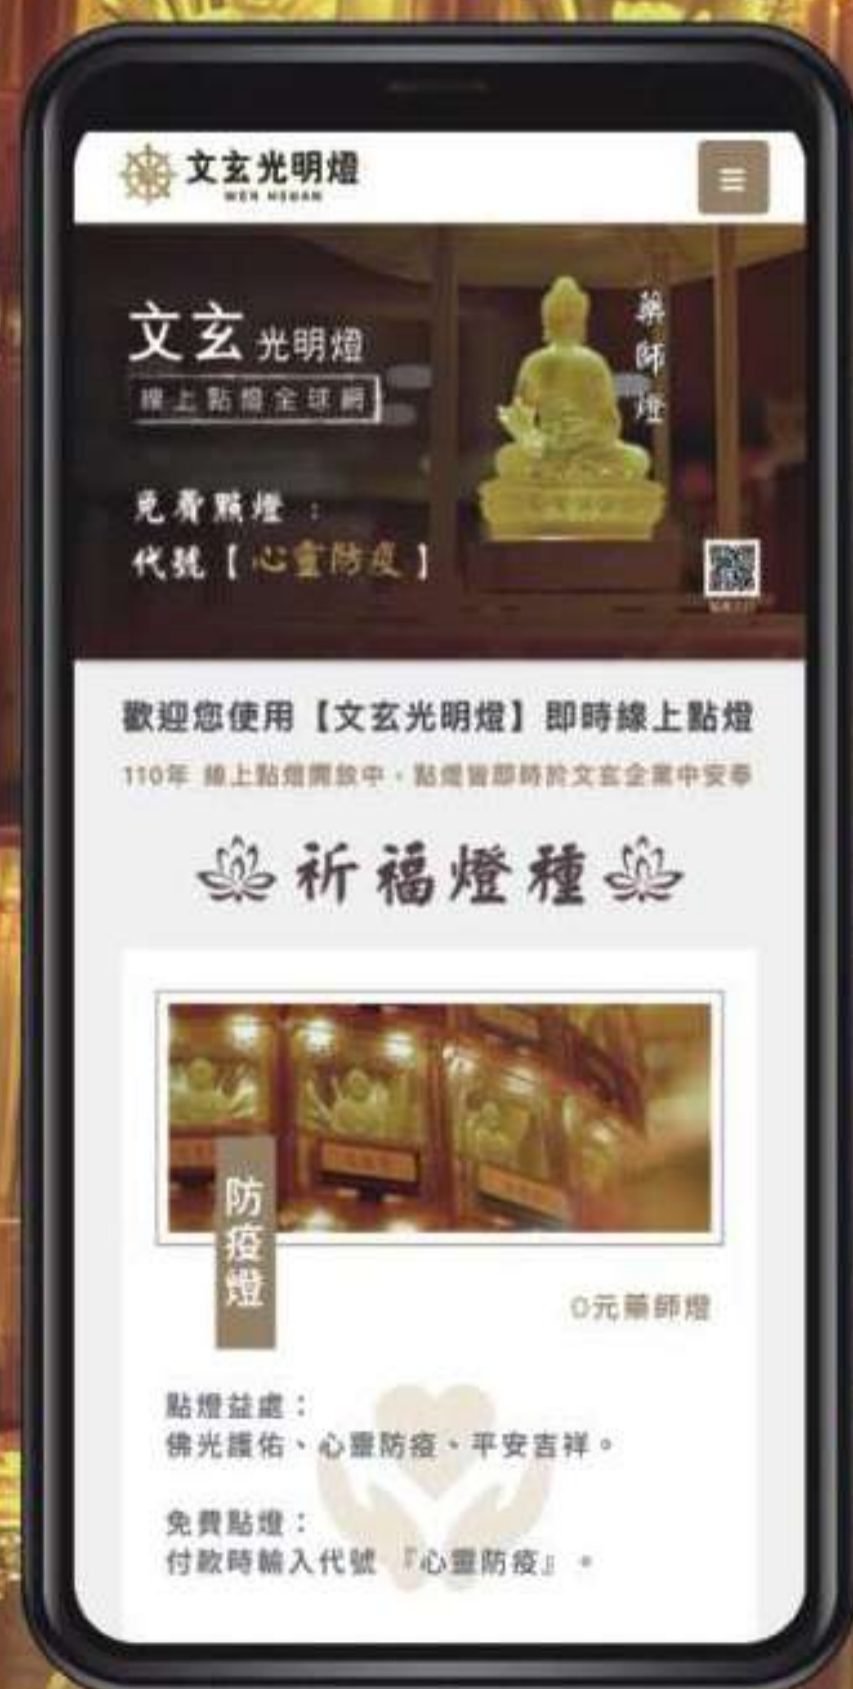 文玄光明燈
WEN HSUAN
文玄光明燈
線上點燈全球網
藥師燈
免費點燈：
代號【心靈防疫】
歡迎您使用【文玄光明燈】即時線上點燈
110年 線上點燈開放中，點燈皆即時於文玄企業中安奉
祈福燈種
防疫燈
0元藥師燈
點燈益處：
佛光護佑、心靈防疫、平安吉祥。
免費點燈：
付款時輸入代號『心靈防疫』。